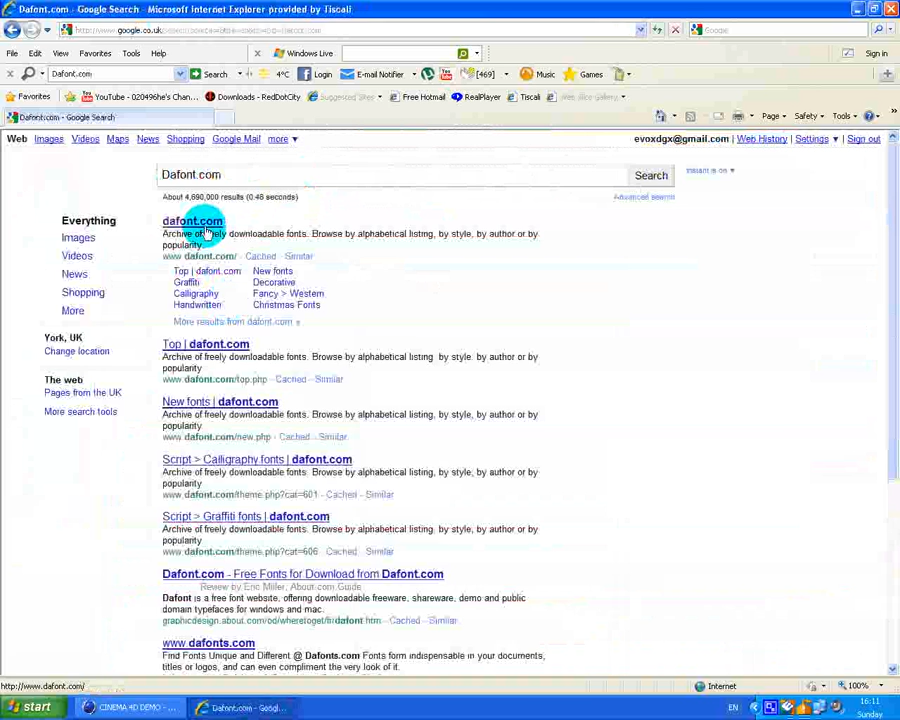 Dafont.com - Google Search - Microsoft Internet Explorer provided by Tiscali
http://www.google.co.uk
Google
File Edit View Favorites Tools Help
Windows Live
Sign in
Dafont.com
Search
4°C
Login
E-mail Notifier
[469]
Music
Games
Favorites
YouTube - 020496he's Chan...
Downloads - RedDotCity
Suggested Sites
Free Hotmail
RealPlayer
Tiscali
Web Slice Gallery
Dafont.com - Google Search
Page
Safety
Tools
Web Images Videos Maps News Shopping Google Mail more
evoxdgx@gmail.com | Web History | Settings | Sign out
Dafont.com
Search
Instant is on
About 4,690,000 results (0.48 seconds)
Advanced search
Everything
Images
Videos
News
Shopping
More
York, UK
Change location
The web
Pages from the UK
More search tools
dafont.com
Archive of freely downloadable fonts. Browse by alphabetical listing, by style, by author or by
popularity.
www.dafont.com/ - Cached - Similar
Top | dafont.com New fonts
Graffiti Decorative
Calligraphy Fancy > Western
Handwritten Christmas Fonts
More results from dafont.com »
Top | dafont.com
Archive of freely downloadable fonts. Browse by alphabetical listing, by style, by author or by
popularity
www.dafont.com/top.php - Cached - Similar
New fonts | dafont.com
Archive of freely downloadable fonts. Browse by alphabetical listing, by style, by author or by
popularity.
www.dafont.com/new.php - Cached - Similar
Script > Calligraphy fonts | dafont.com
Archive of freely downloadable fonts. Browse by alphabetical listing, by style, by author or by
popularity.
www.dafont.com/theme.php?cat=601 - Cached - Similar
Script > Graffiti fonts | dafont.com
Archive of freely downloadable fonts. Browse by alphabetical listing, by style, by author or by
popularity.
www.dafont.com/theme.php?cat=606 Cached - Similar
Dafont.com - Free Fonts for Download from Dafont.com
Review by Eric Miller, About.com Guide
Dafont is a free font website, offering downloadable freeware, shareware, demo and public
domain typefaces for windows and mac.
graphicdesign.about.com/od/wheretoget/fr/dafont.htm - Cached - Similar
www.dafonts.com
Find Fonts Unique and Different @ Dafonts.com Fonts form indispensable in your documents,
titles or logos, and can even compliment the very look of it.
http://www.dafont.com/
Internet
100%
start
CINEMA 4D DEMO - ...
Dafont.com - Googl...
EN
16:11
Sunday